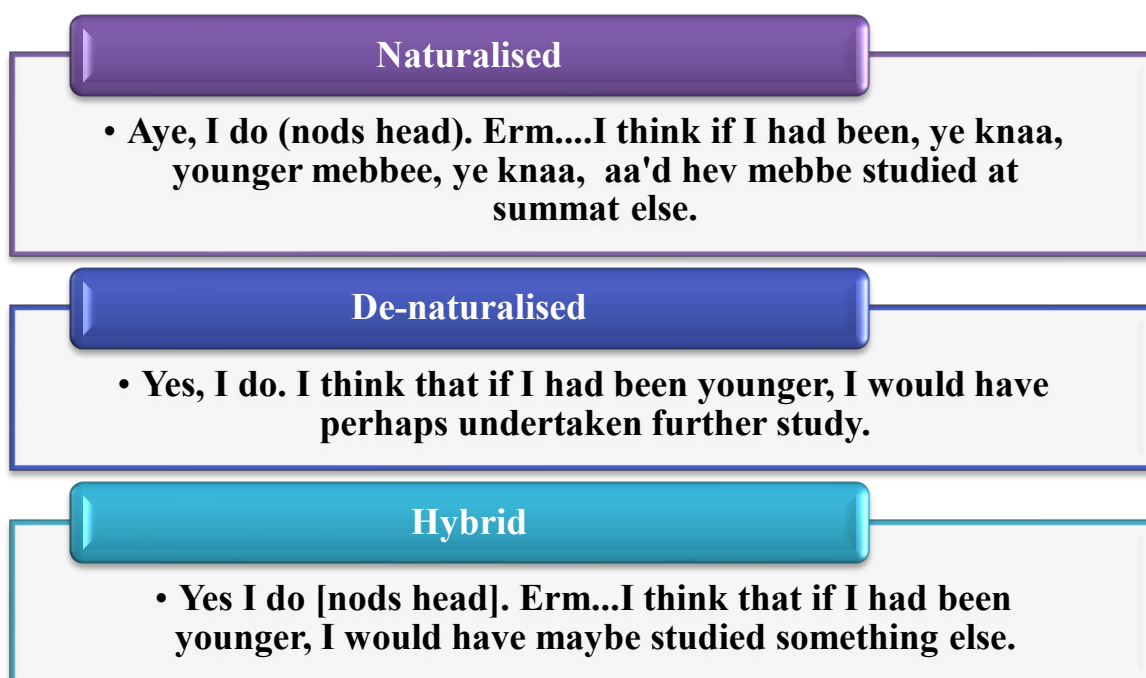 Naturalised
• Aye, I do (nods head). Erm....I think if I had been, ye knaa,
younger mebbee, ye knaa,  aa'd hev mebbe studied at
summat else.
De-naturalised
• Yes, I do. I think that if I had been younger, I would have
perhaps undertaken further study.
Hybrid
• Yes I do [nods head]. Erm...I think that if I had been
younger, I would have maybe studied something else.